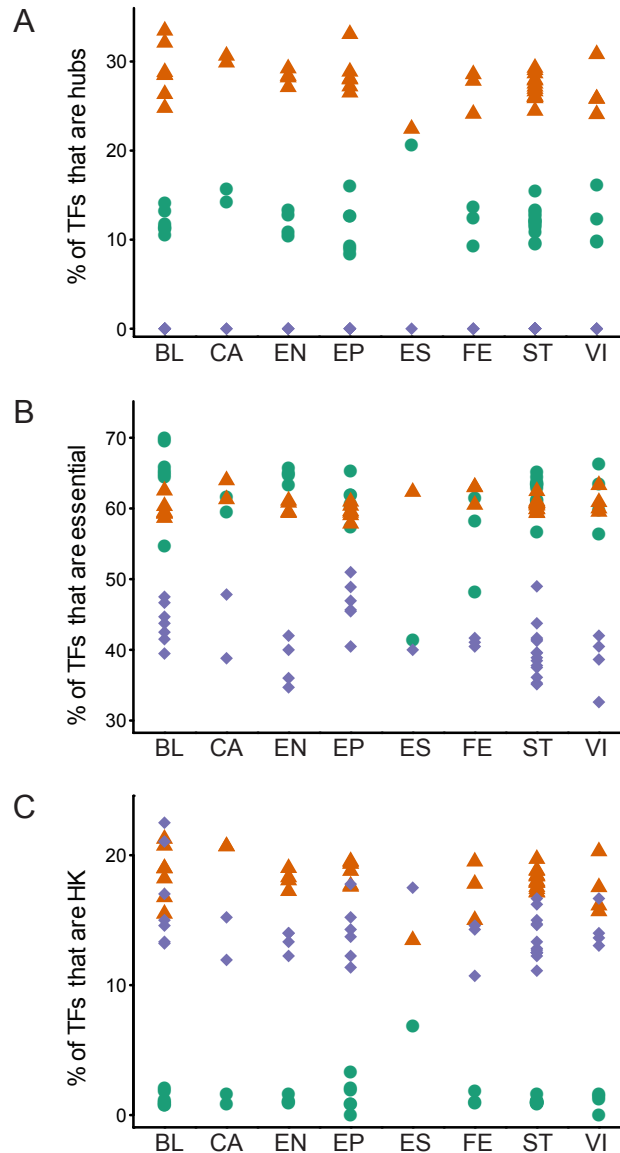 A
% of TFs that are hubs
30
20
10
0
BL CA EN EP ES FE ST VI
B
% of TFs that are essential
70
60
50
40
30
BL CA EN EP ES FE ST VI
C
% of TFs that are HK
20
10
0
BL CA EN EP ES FE ST VI